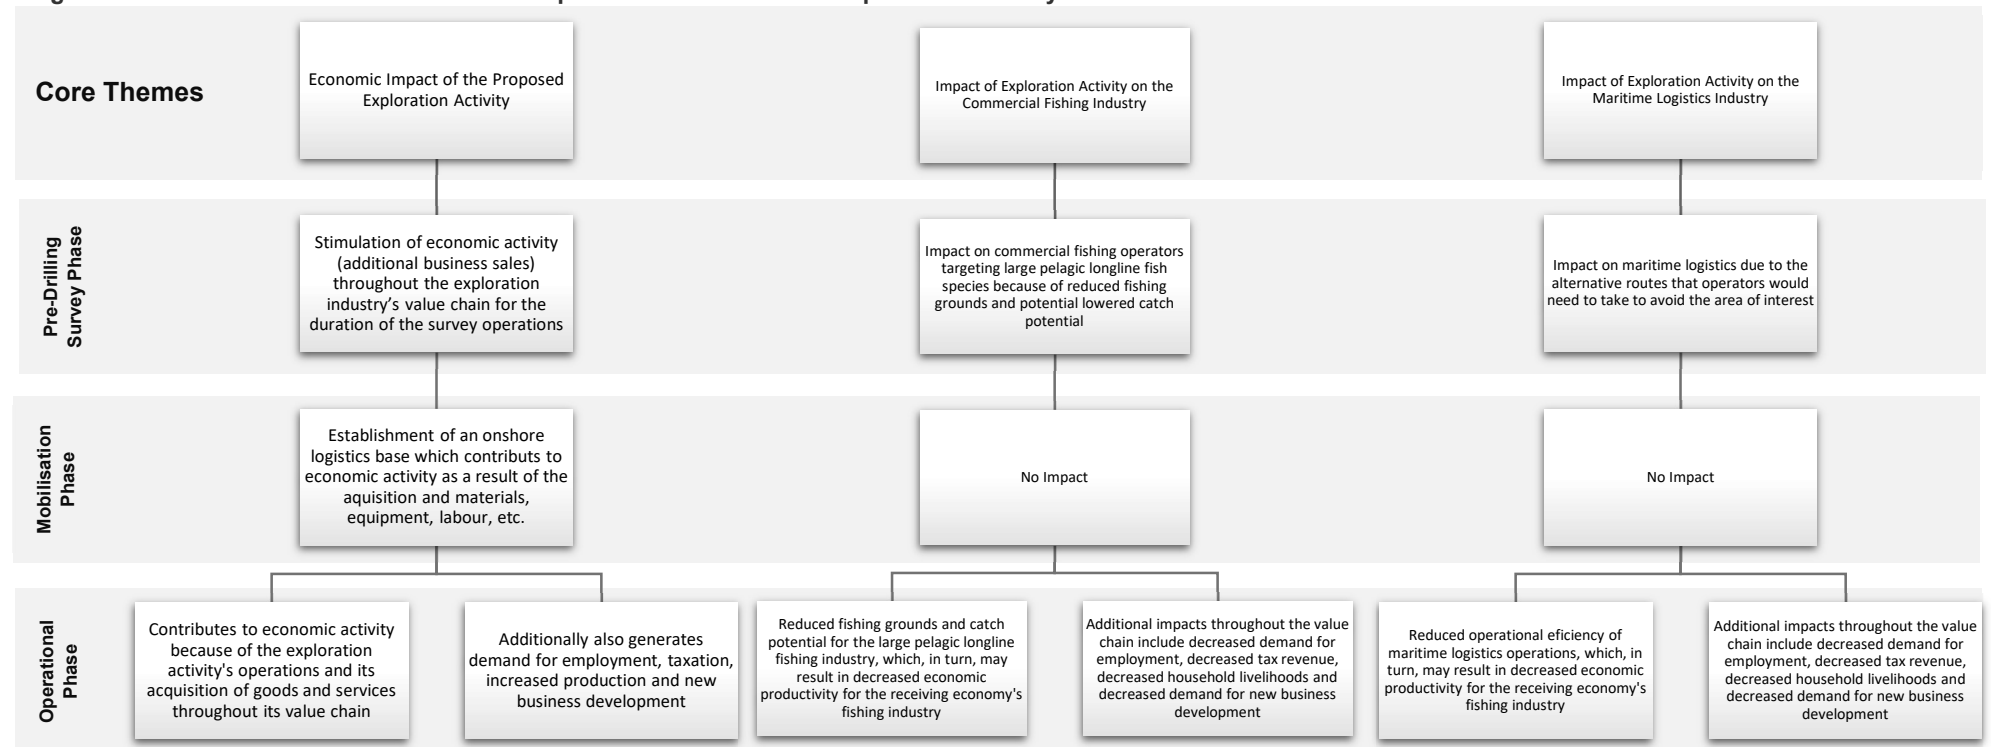 Core Themes
Economic Impact of the Proposed
Exploration Activity
Impact of Exploration Activity on the
Commercial Fishing Industry
Impact of Exploration Activity on the
Maritime Logistics Industry
Pre-Drilling
Survey Phase
Stimulation of economic activity
(additional business sales)
throughout the exploration
industry's value chain for the
duration of the survey operations
Impact on commercial fishing operators
targeting large pelagic longline fish
species because of reduced fishing
grounds and potential lowered catch
potential
Impact on maritime logistics due to the
alternative routes that operators would
need to take to avoid the area of interest
Mobilisation
Phase
Establishment of an onshore
logistics base which contributs to
economic activity as a result of the
aquisition and materials,
equipment, labour, etc.
No Impact
No Impact
Operational
Phase
Contributes to economic activity
because of the exploration
activity's operations and its
acquisition of goods and services
throughout its value chain
Additionally also generates
demand for employment, taxation,
increased production and new
business development
Reduced fishing grounds and catch
potential for the large pelagic longline
fishing industry, which, in turn, may
result in decreased economic
productivity for the receiving economy's
fishing industry
Additional impacts throughout the value
chain include decreased demand for
employment, decreased tax revenue,
decreased household livelihoods and
decreased demand for new business
development
Reduced operational eficiency of
maritime logistics operations, which, in
turn, may result in decreased economic
productivity for the receiving economy's
fishing industry
Additional impacts throughout the value
chain include decreased demand for
employment, decreased tax revenue,
decreased household livelihoods and
decreased demand for new business
development